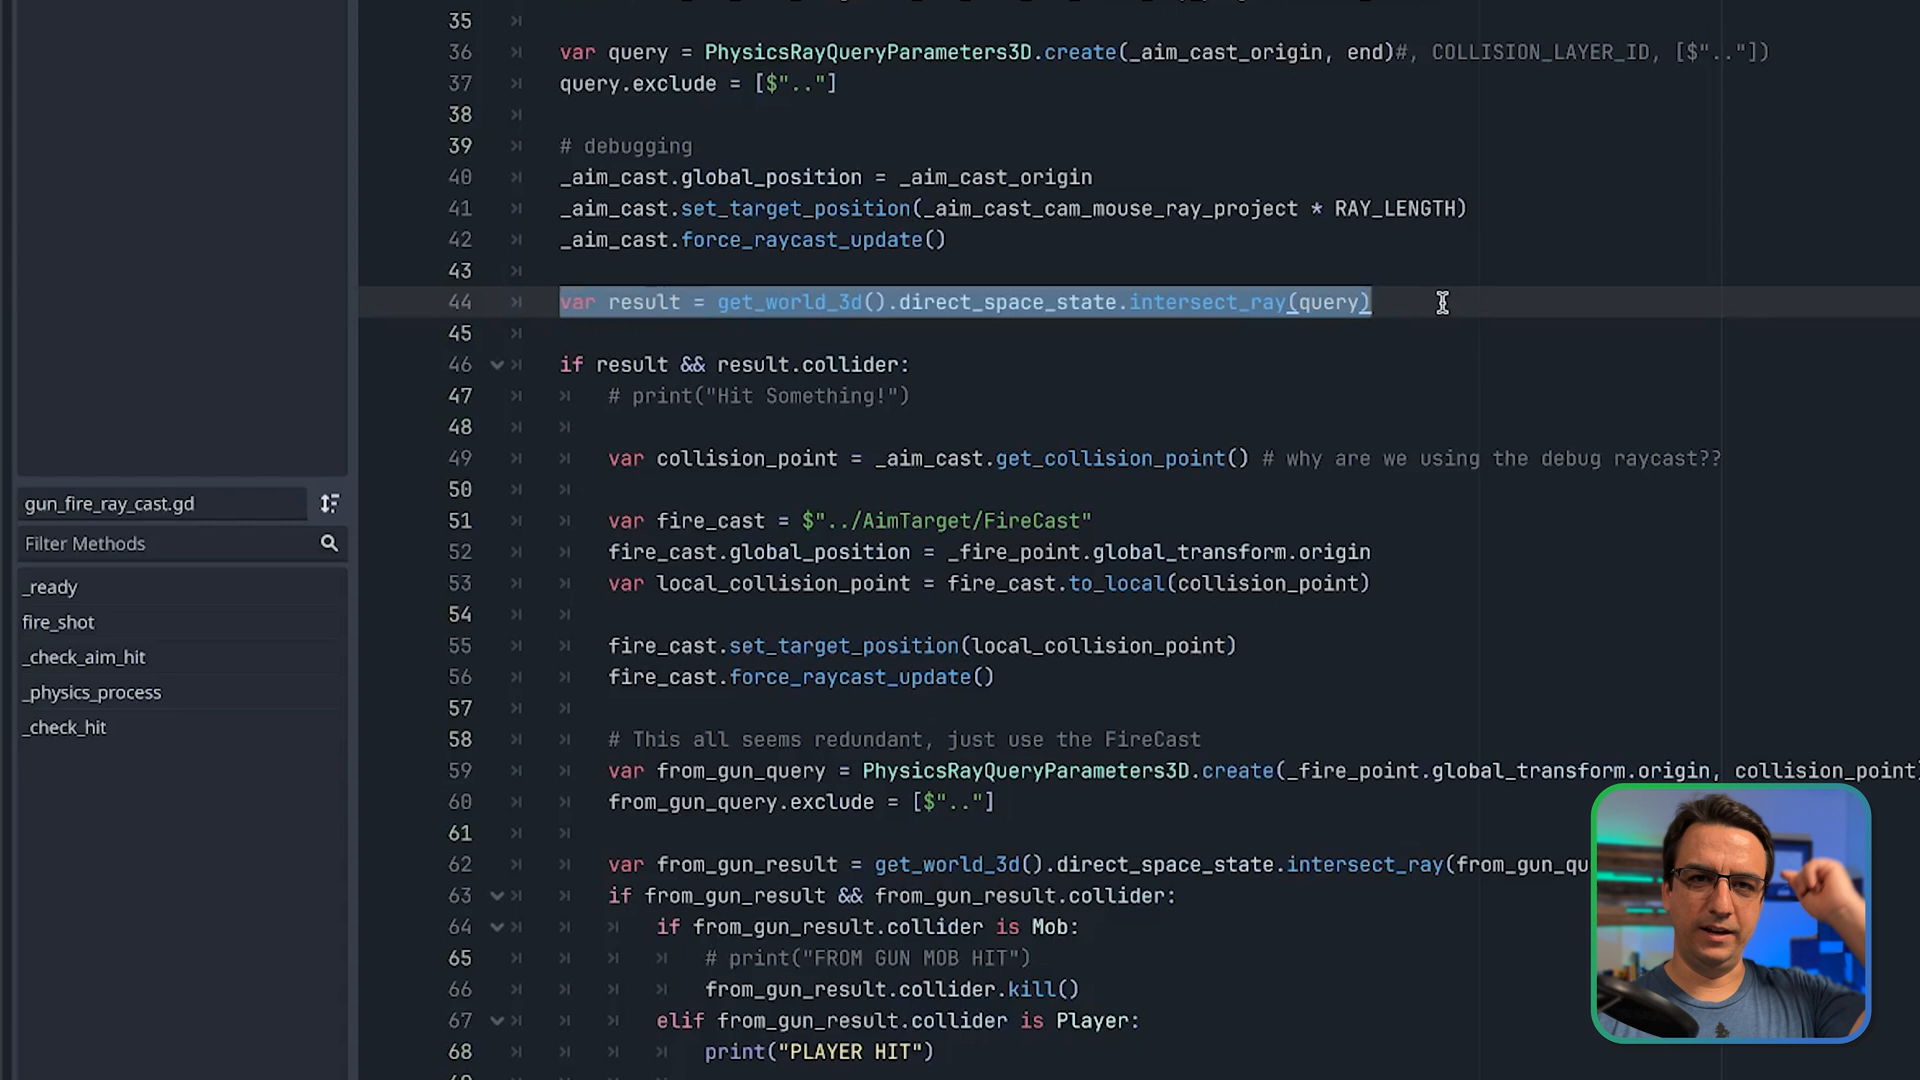 gun_fire_ray_cast.gd
Filter Methods
_ready
fire_shot
_check_aim_hit
_physics_process
_check_hit
35
36 var query = PhysicsRayQueryParameters3D.create(_aim_cast_origin, end)#, COLLISION_LAYER_ID, [$".."])
37 query.exclude = [$".."]
38
39 # debugging
40 _aim_cast.global_position = _aim_cast_origin
41 _aim_cast.set_target_position(_aim_cast_cam_mouse_ray_project * RAY_LENGTH)
42 _aim_cast.force_raycast_update()
43
44 var result = get_world_3d().direct_space_state.intersect_ray(query)
45
46 if result && result.collider:
47 # print("Hit Something!")
48
49 var collision_point = _aim_cast.get_collision_point() # why are we using the debug raycast??
50
51 var fire_cast = $"../AimTarget/FireCast"
52 fire_cast.global_position = _fire_point.global_transform.origin
53 var local_collision_point = fire_cast.to_local(collision_point)
54
55 fire_cast.set_target_position(local_collision_point)
56 fire_cast.force_raycast_update()
57
58 # This all seems redundant, just use the FireCast
59 var from_gun_query = PhysicsRayQueryParameters3D.create(_fire_point.global_transform.origin, collision_point)
60 from_gun_query.exclude = [$".."]
61
62 var from_gun_result = get_world_3d().direct_space_state.intersect_ray(from_gun_qu
63 if from_gun_result && from_gun_result.collider:
64 if from_gun_result.collider is Mob:
65 # print("FROM GUN MOB HIT")
66 from_gun_result.collider.kill()
67 elif from_gun_result.collider is Player:
68 print("PLAYER HIT")